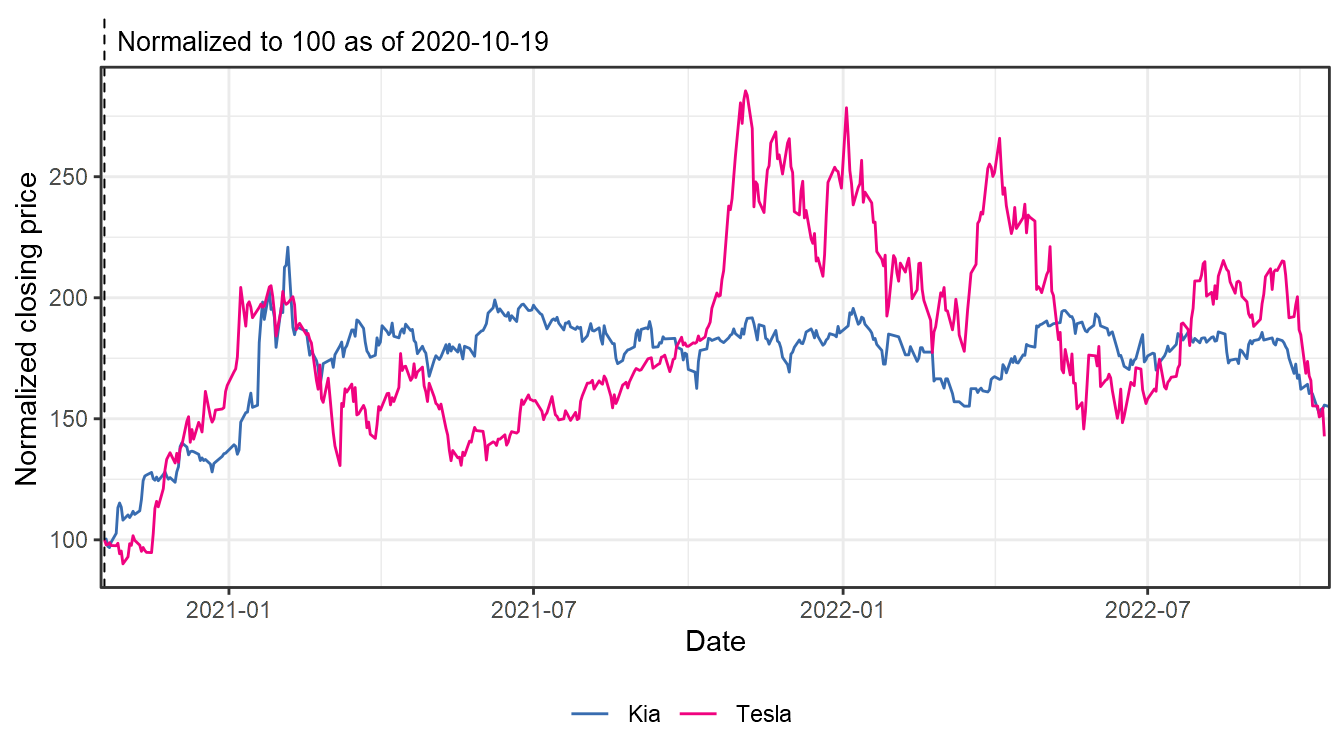 Normalized to 100 as of 2020-10-19
Normalized closing price
250
200
150
100
2021-01
2021-07
2022-01
2022-07
Date
Kia
Tesla